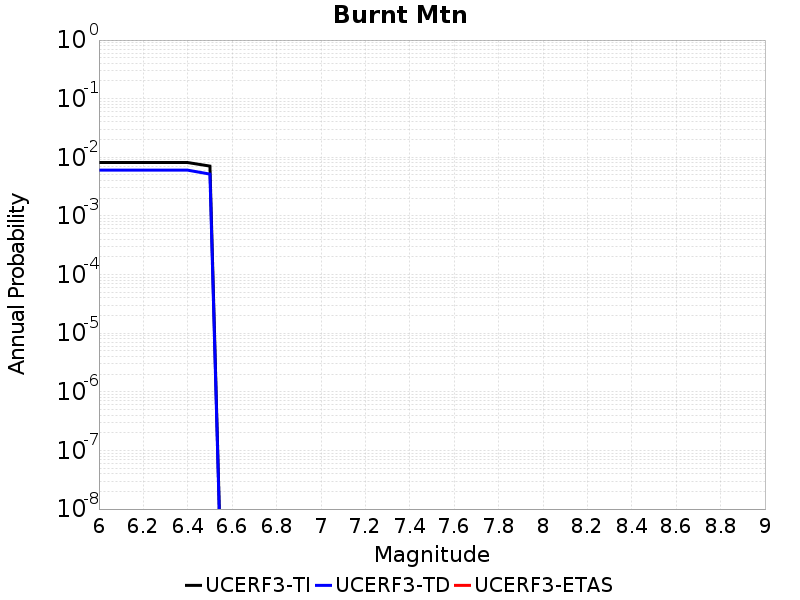 Burnt Mtn
10^0
10^-1
10^-2
10^-3
10^-4
10^-5
10^-6
10^-7
10^-8
Annual Probability
6 6.2 6.4 6.6 6.8 7 7.2 7.4 7.6 7.8 8 8.2 8.4 8.6 8.8 9
Magnitude
UCERF3-TI UCERF3-TD UCERF3-ETAS